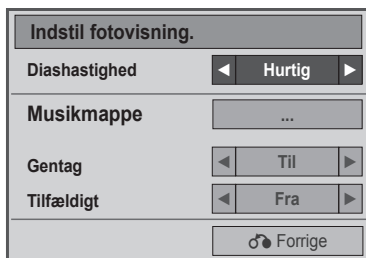 Indstil fotovisning.
Diashastighed ◀ Hurtig ▶
Musikmappe ...
Gentag ◀ Til ▶
Tilfældigt ◀ Fra ▶
Forrige